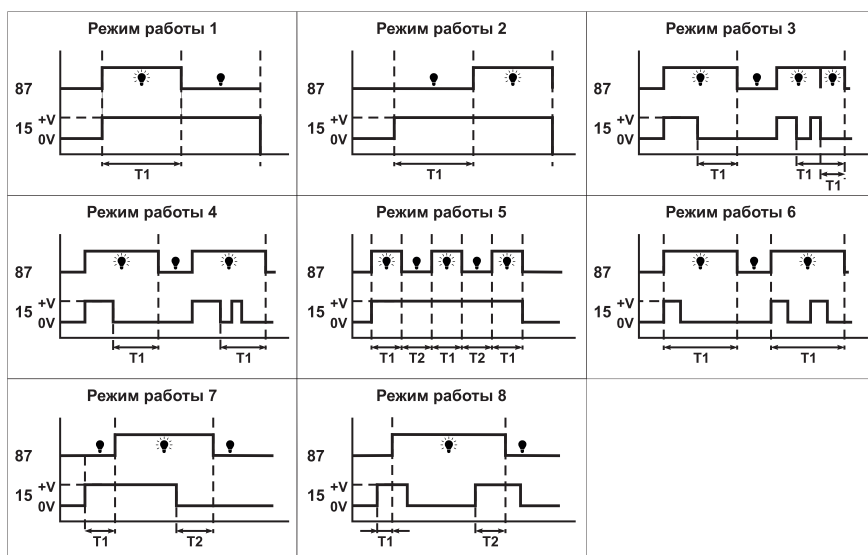 Режим работы 1
87
15 +V
0V
T1
Режим работы 2
87
15 +V
0V
T1
Режим работы 3
87
15 +V
0V
T1 T1
T1
Режим работы 4
87
15 +V
0V
T1 T1
Режим работы 5
87
15 +V
0V
T1 T2 T1 T2 T1
Режим работы 6
87
15 +V
0V
T1 T1
Режим работы 7
87
15 +V
0V
T1 T2
Режим работы 8
87
15 +V
0V
T1 T2